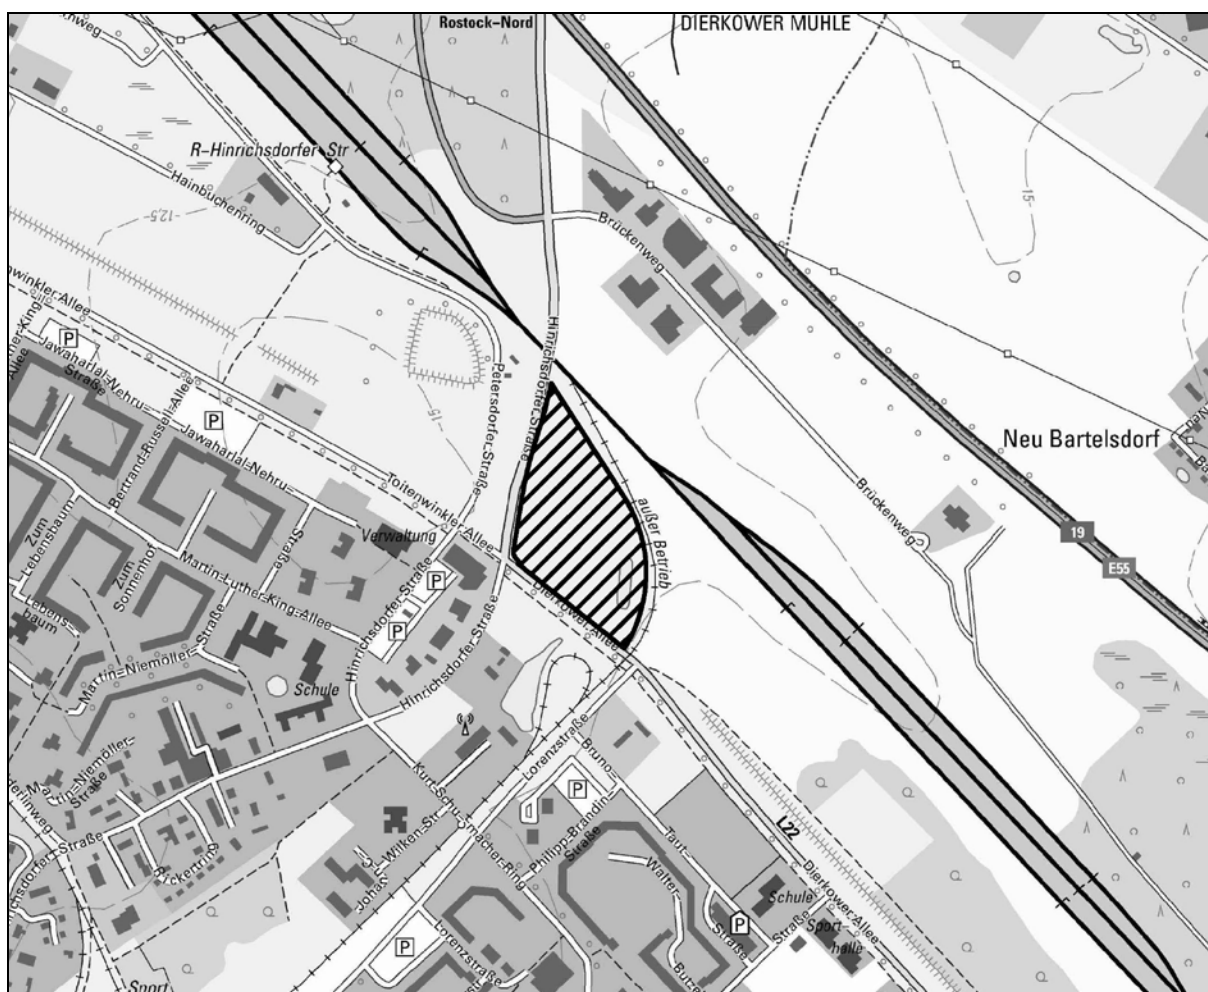 Rostock–Nord
DIERKOWER MÜHLE
R–Hinrichsdorfer Str
Hainbuchenring
12,5
15
Brückenweg
Hinrichsdorfer Straße
Petersdorfer Straße
15
P
Jawaharlal–Nehru
Straße
Bertrand–Russell–Allee
P
Jawaharlal–Nehru
Straße
Toitenwinkler Allee
Neu Bartelsdorf
außer Betrieb
Brückenweg
19
E55
Verwaltung
Zum
Lebensbaum
Zum
Sonnenhof
Martin–Luther–King–Allee
Hinrichsdorfer Straße
P
P
Dierkower Allee
Lebens–
baum
Martin–Niemöller–Straße
Schule
Hinrichsdorfer Straße
Martin–Niemöller–
Straße
Lorenzstraße
Bruno–
Taut–
Straße
Kurt–Schumacher–Ring
P
Philipp–Brandin–
Straße
L22
Wilken–Str
Walter
Dierkower Allee
Schule
Straße
Sport–
halle
P
P
Lorenzstraße
Sport